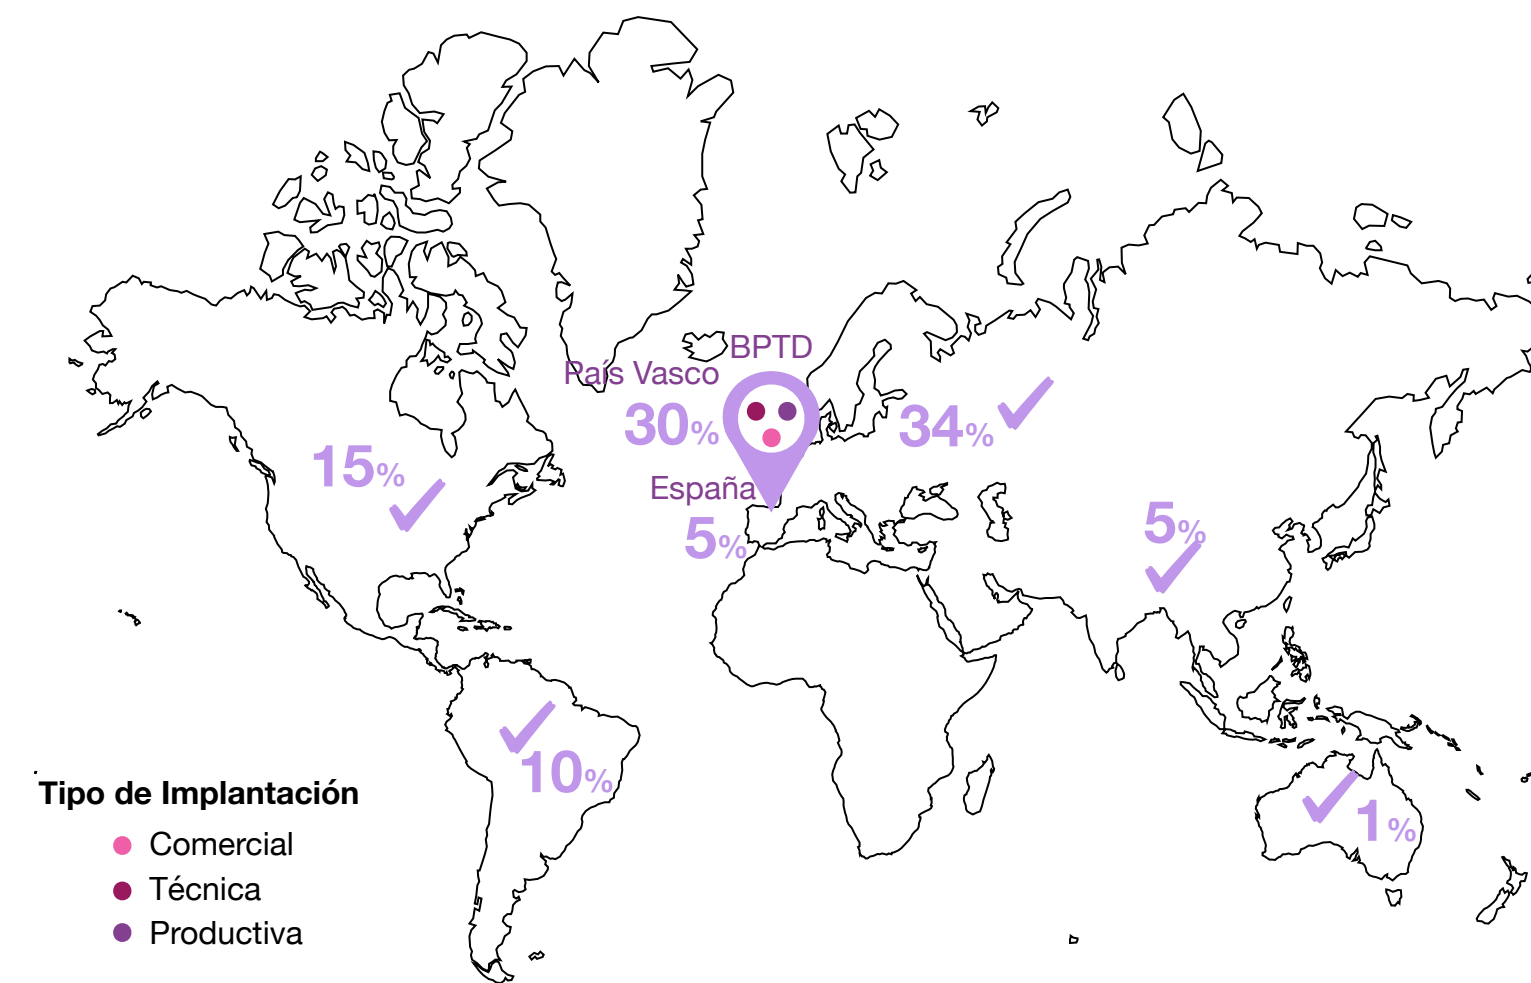 BPTD
País Vasco
30%
34%
15%
España
5%
5%
10%
1%
Tipo de Implantación
Comercial
Técnica
Productiva